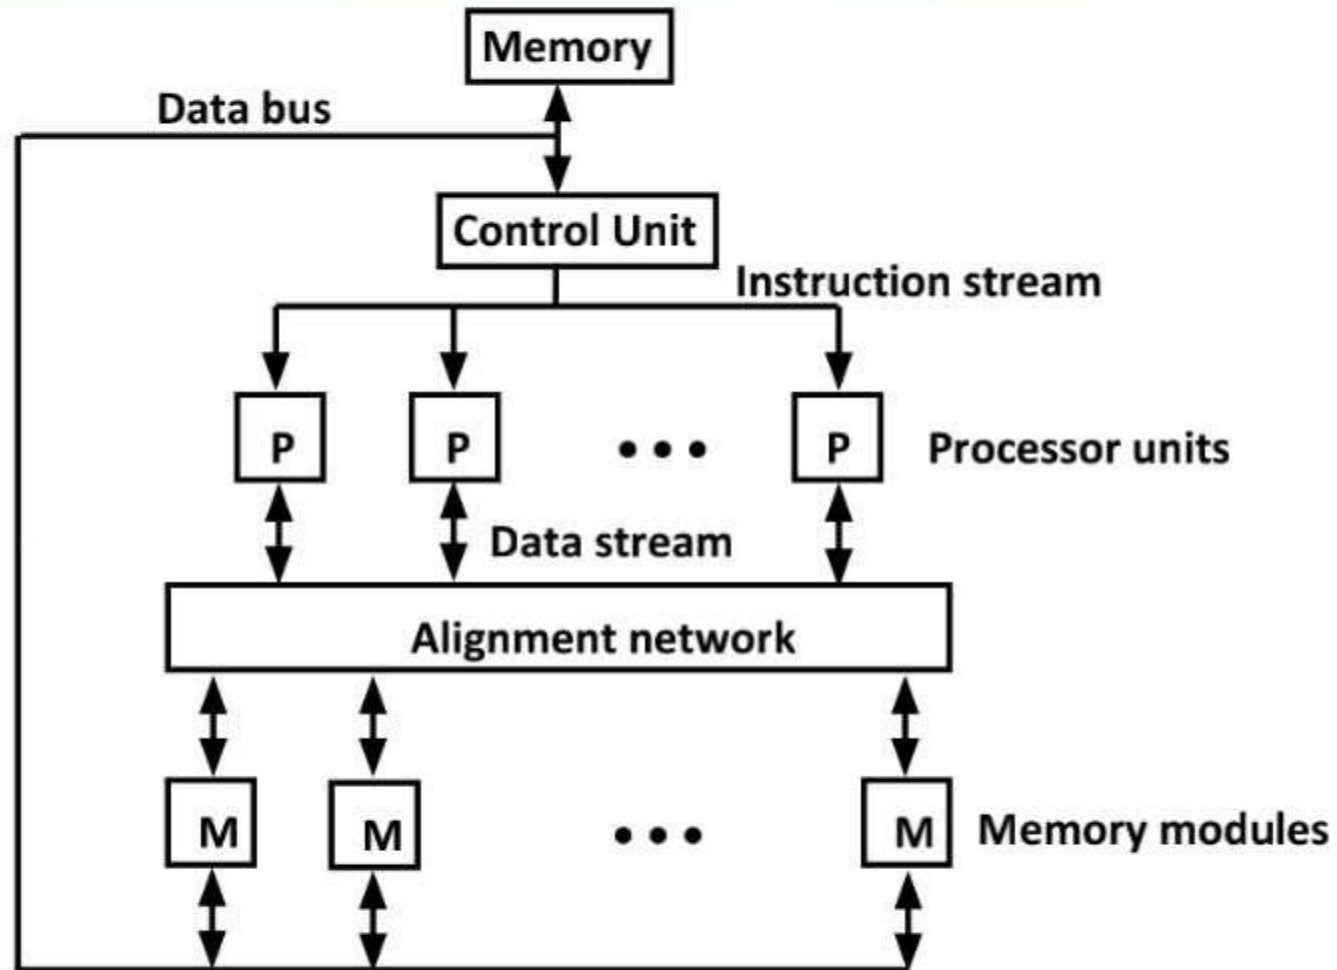 Memory
Data bus
Control Unit
Instruction stream
P P P Processor units
Data stream
Alignment network
M M M Memory modules